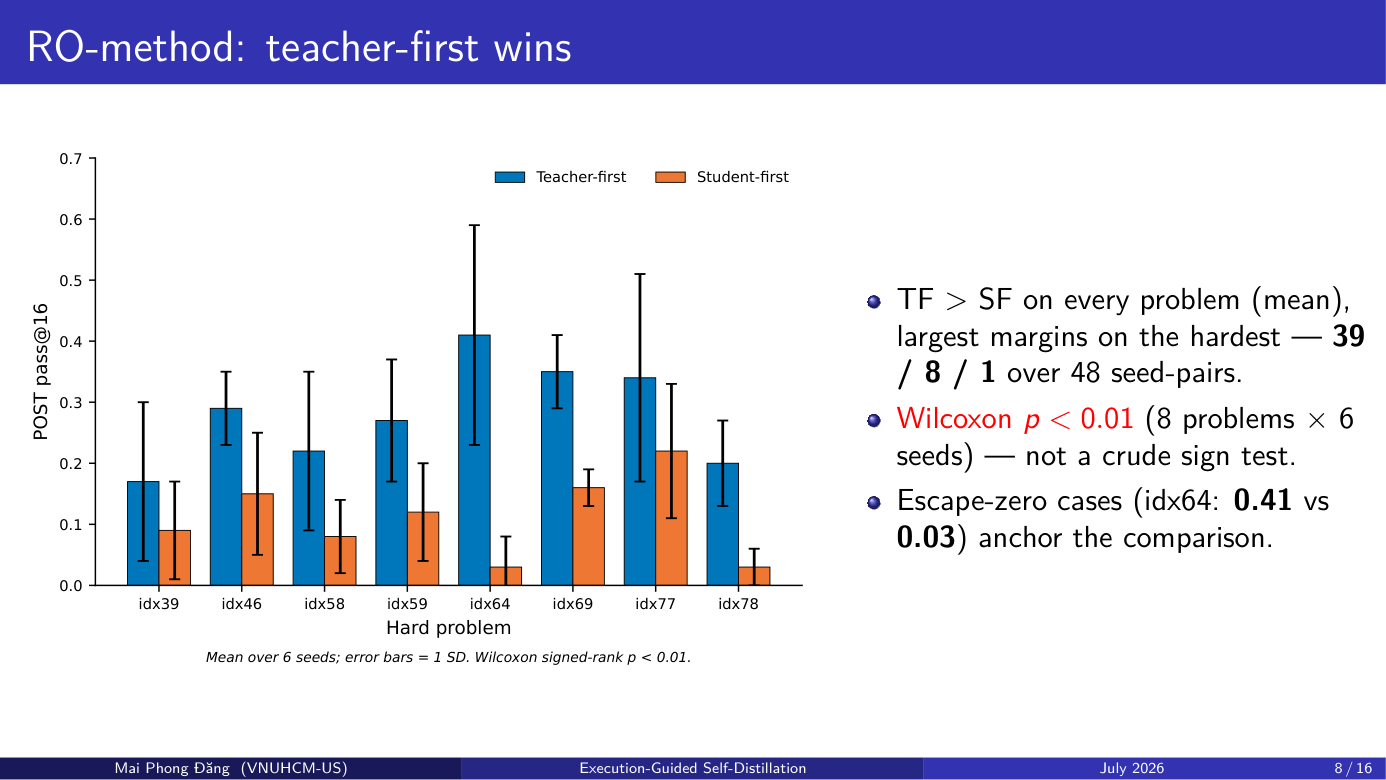 RO-method: teacher-first wins
0.7
0.6
0.5
0.4
0.3
0.2
0.1
0.0
POST pass@16
Teacher-first
Student-first
idx39
idx46
idx58
idx59
idx64
idx69
idx77
idx78
Hard problem
Mean over 6 seeds; error bars = 1 SD. Wilcoxon signed-rank p < 0.01.
TF > SF on every problem (mean),
largest margins on the hardest — 39
/ 8 / 1 over 48 seed-pairs.
Wilcoxon p < 0.01 (8 problems × 6
seeds) — not a crude sign test.
Escape-zero cases (idx64: 0.41 vs
0.03) anchor the comparison.
Mai Phong Đăng (VNUHCM-US)
Execution-Guided Self-Distillation
July 2026
8 / 16